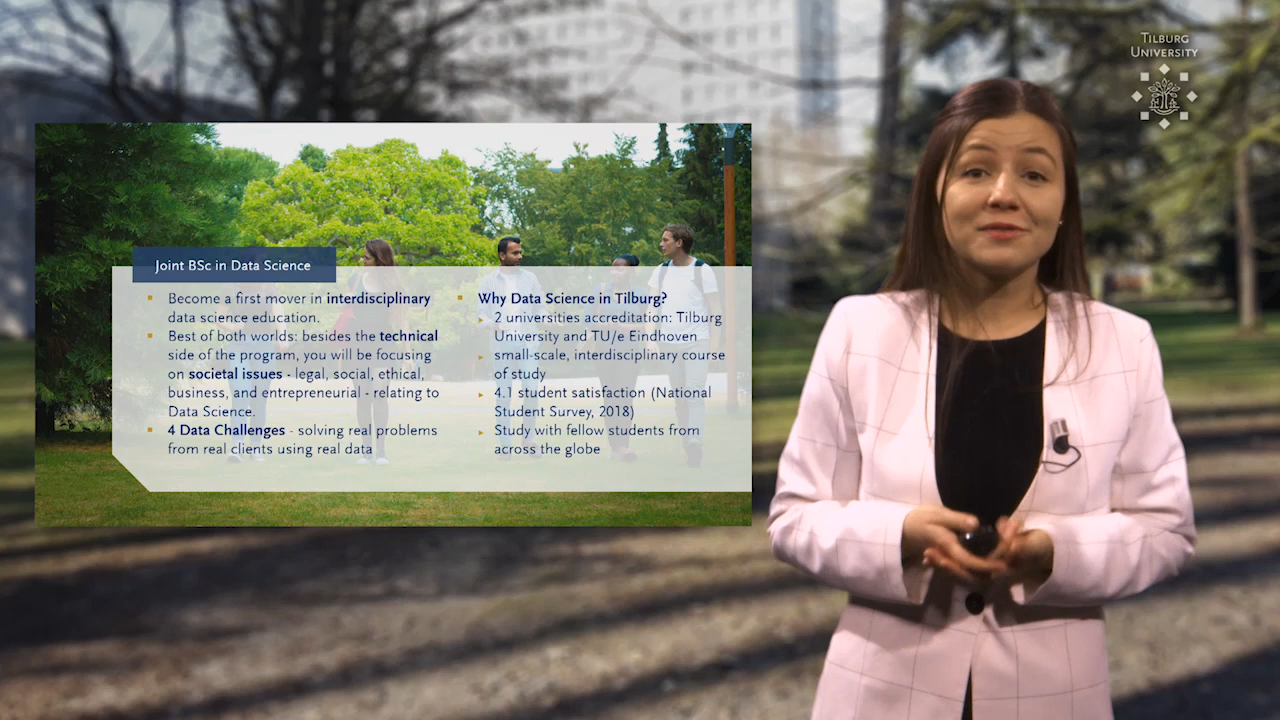 TILBURG
UNIVERSITY
Joint BSc in Data Science
Become a first mover in interdisciplinary
data science education.
Best of both worlds: besides the technical
side of the program, you will be focusing
on societal issues - legal, social, ethical,
business, and entrepreneurial - relating to
Data Science.
4 Data Challenges - solving real problems
from real clients using real data
Why Data Science in Tilburg?
2 universities accreditation: Tilburg
University and TU/e Eindhoven
small-scale, interdisciplinary course
of study
4.1 student satisfaction (National
Student Survey, 2018)
Study with fellow students from
across the globe